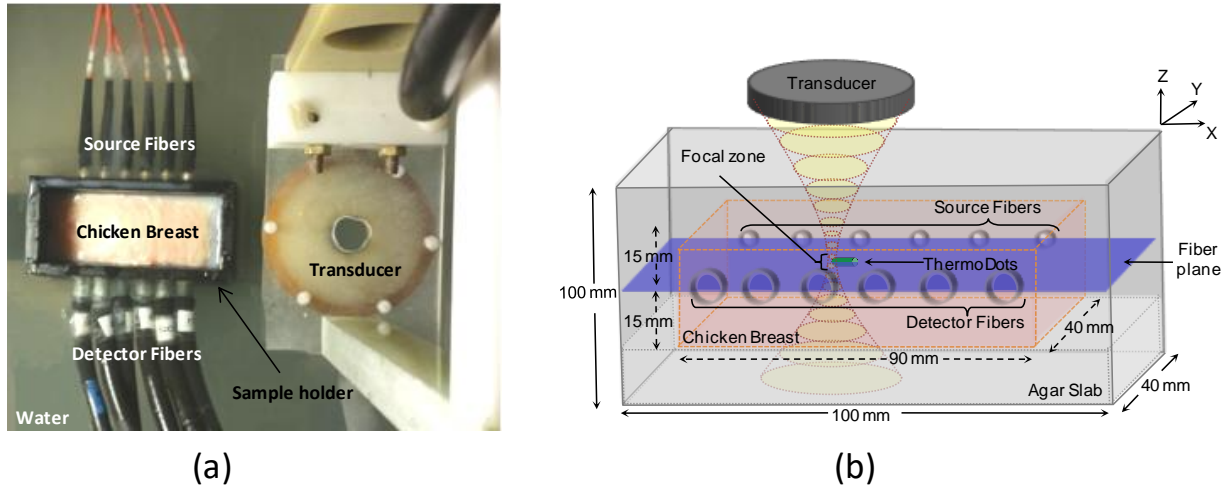 Source Fibers
Chicken Breast
Transducer
Detector Fibers
Sample holder
Water
(a)
Transducer
Z
Y
X
Focal zone
Source Fibers
15 mm
ThermoDots
Fiber
plane
100 mm
15 mm
Detector Fibers
40 mm
Chicken Breast
90 mm
Agar Slab
40 mm
100 mm
(b)